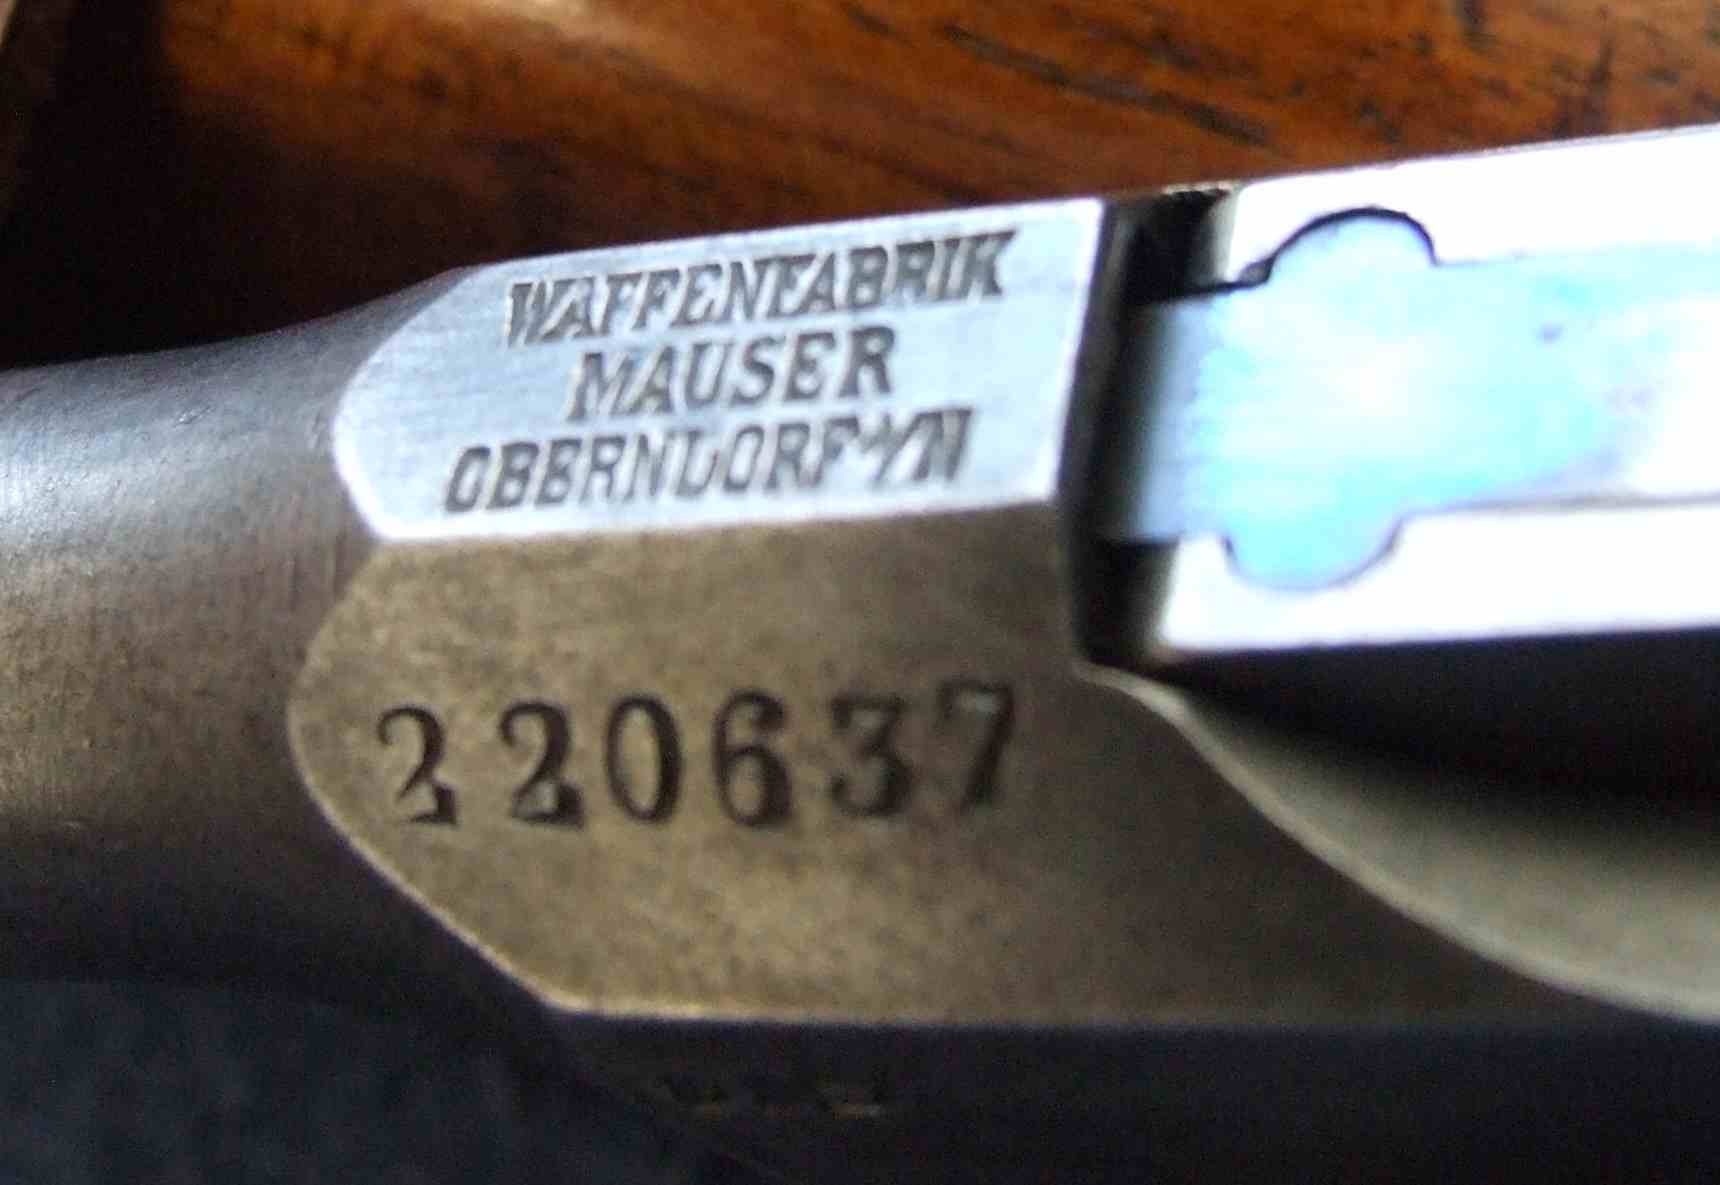 WAFFENFABRIK
MAUSER
OBERNDORF A/N
220637